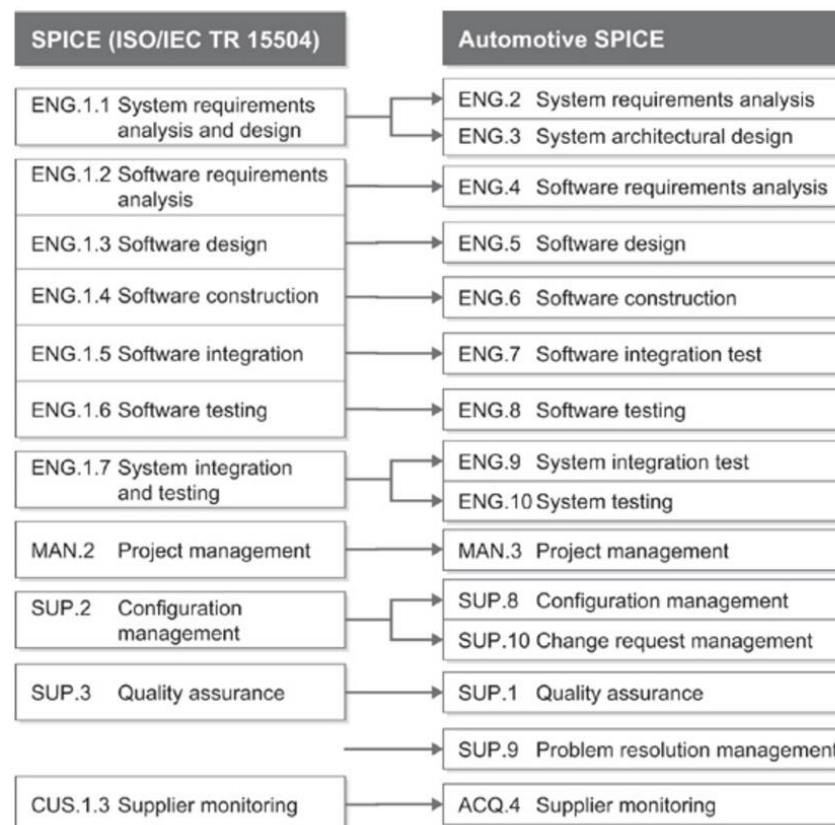 SPICE (ISO/IEC TR 15504)
Automotive SPICE
ENG.1.1 System requirements
analysis and design
ENG.2 System requirements analysis
ENG.3 System architectural design
ENG.1.2 Software requirements
analysis
ENG.4 Software requirements analysis
ENG.1.3 Software design
ENG.5 Software design
ENG.1.4 Software construction
ENG.6 Software construction
ENG.1.5 Software integration
ENG.7 Software integration test
ENG.1.6 Software testing
ENG.8 Software testing
ENG.1.7 System integration
and testing
ENG.9 System integration test
ENG.10 System testing
MAN.2 Project management
MAN.3 Project management
SUP.2 Configuration
management
SUP.8 Configuration management
SUP.10 Change request management
SUP.3 Quality assurance
SUP.1 Quality assurance
SUP.9 Problem resolution management
CUS.1.3 Supplier monitoring
ACQ.4 Supplier monitoring